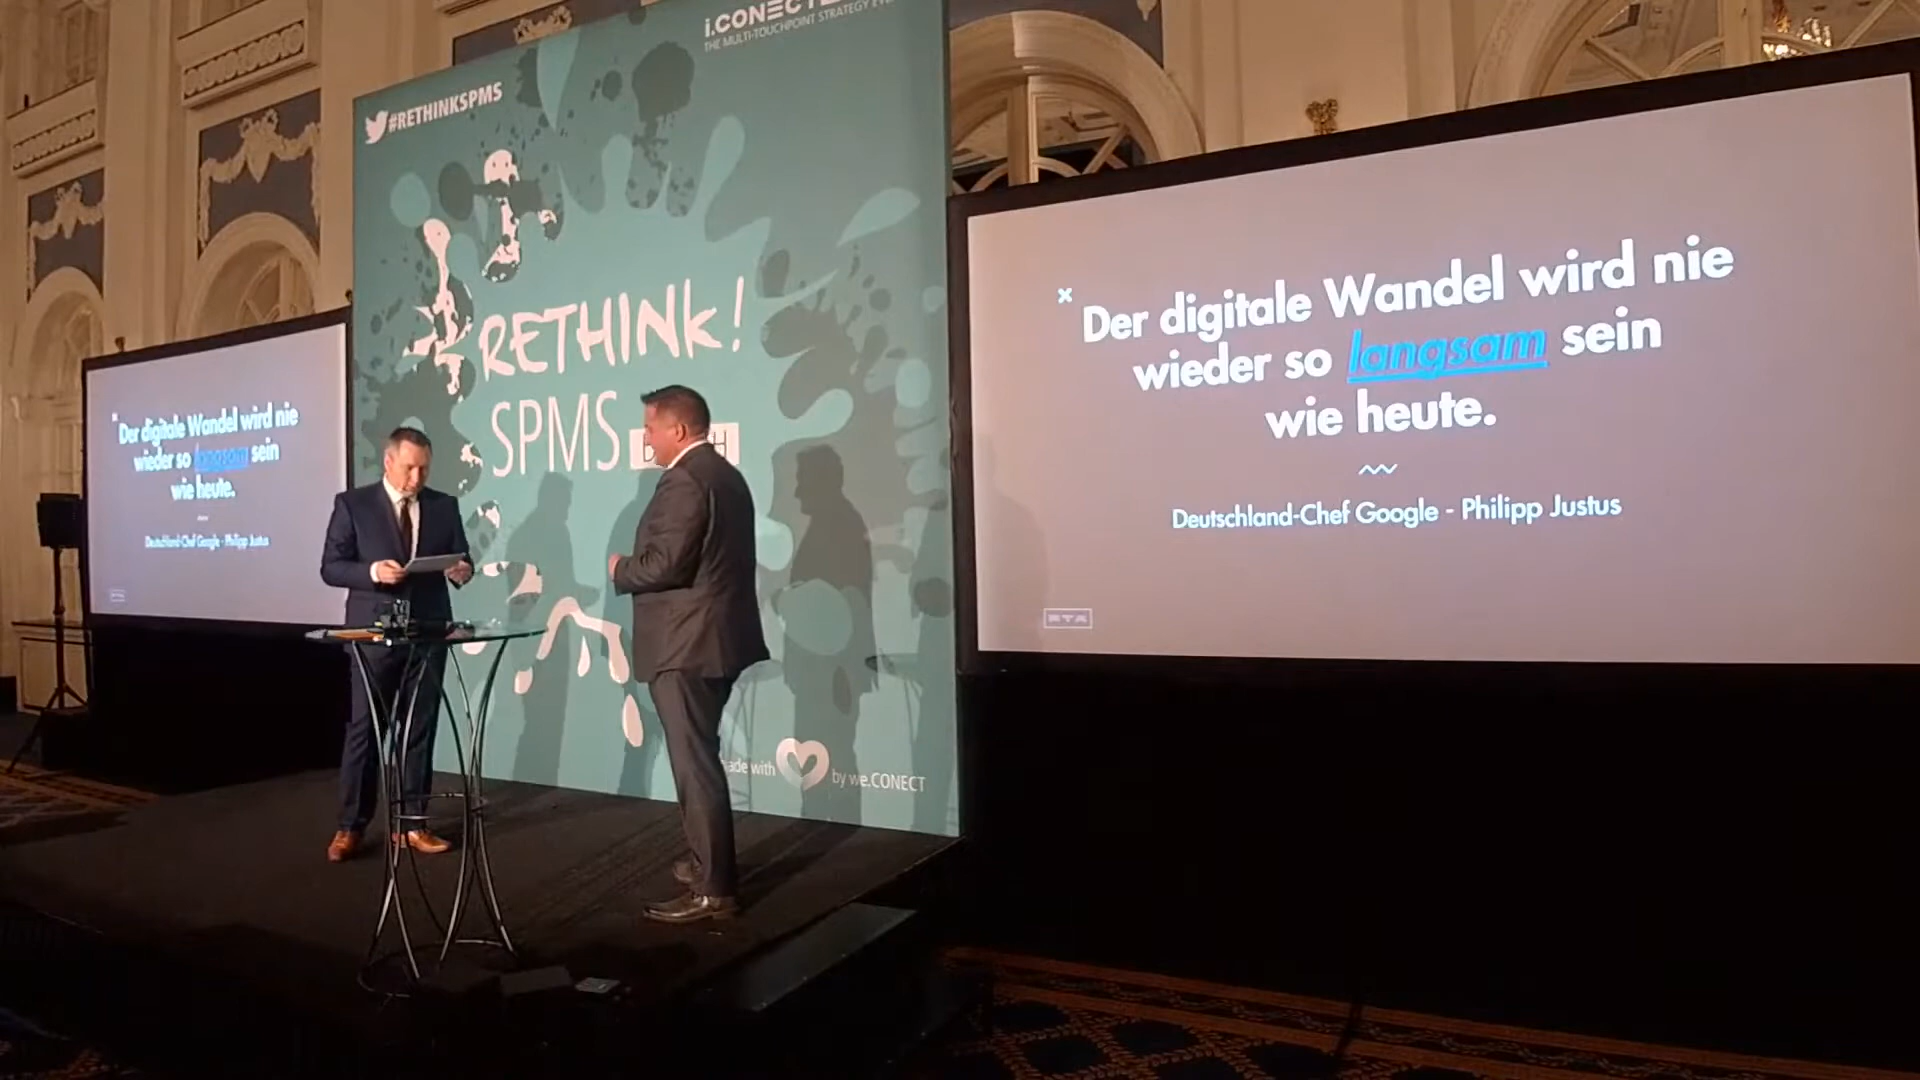 #RETHINKSPMS
i.CONECT
THE MULTI-TOUCHPOINT STRATEGY
RETHINK!
SPMS
made with by we.CONECT
Der digitale Wandel wird nie
wieder so langsam sein
wie heute.
Deutschland-Chef Google - Philipp Justus
Der digitale Wandel wird nie
wieder so langsam sein
wie heute.
Deutschland-Chef Google - Philipp Justus
RTA